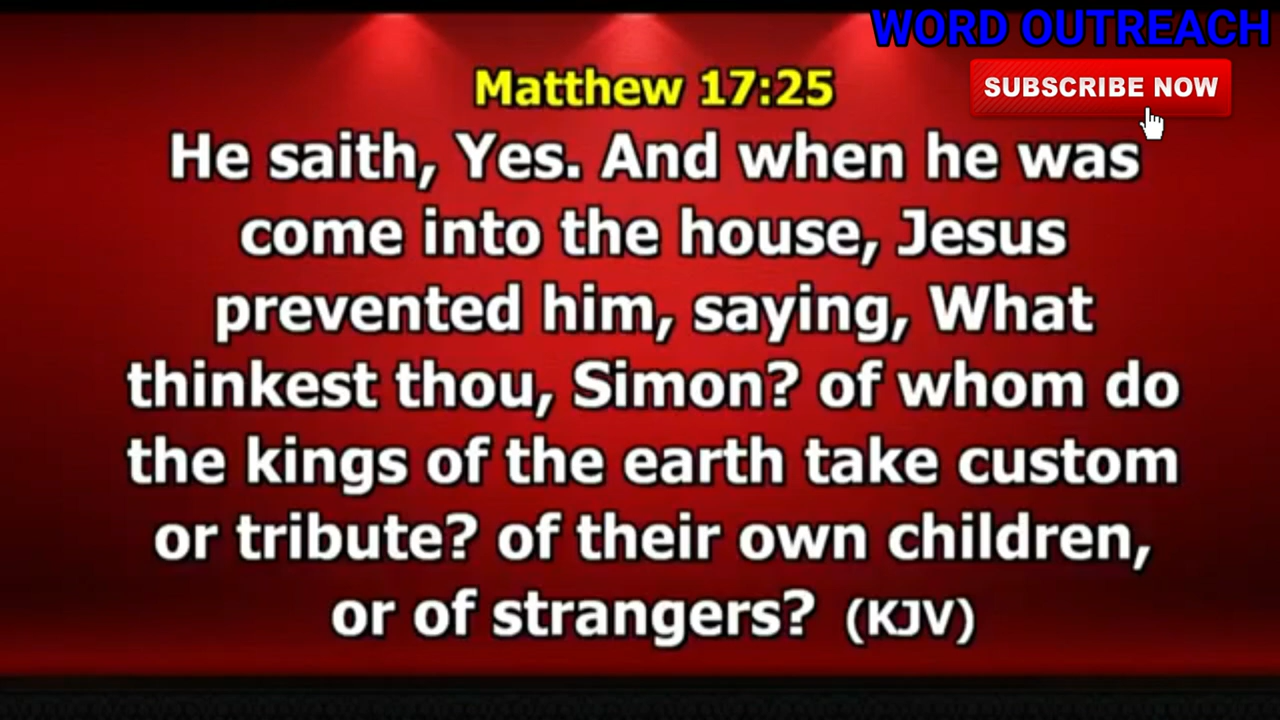 WORD OUTREACH
SUBSCRIBE NOW
Matthew 17:25
He saith, Yes. And when he was
come into the house, Jesus
prevented him, saying, What
thinkest thou, Simon? of whom do
the kings of the earth take custom
or tribute? of their own children,
or of strangers? (KJV)